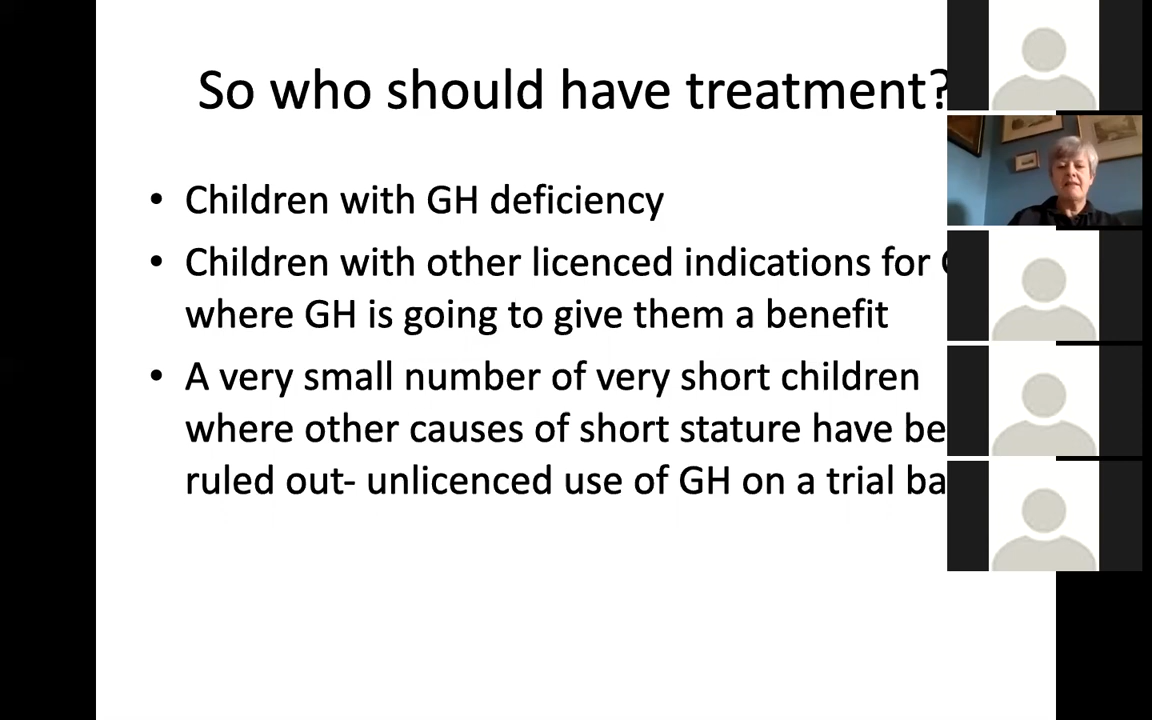 So who should have treatment?
• Children with GH deficiency
• Children with other licenced indications for
where GH is going to give them a benefit
• A very small number of very short children
where other causes of short stature have be
ruled out- unlicenced use of GH on a trial ba